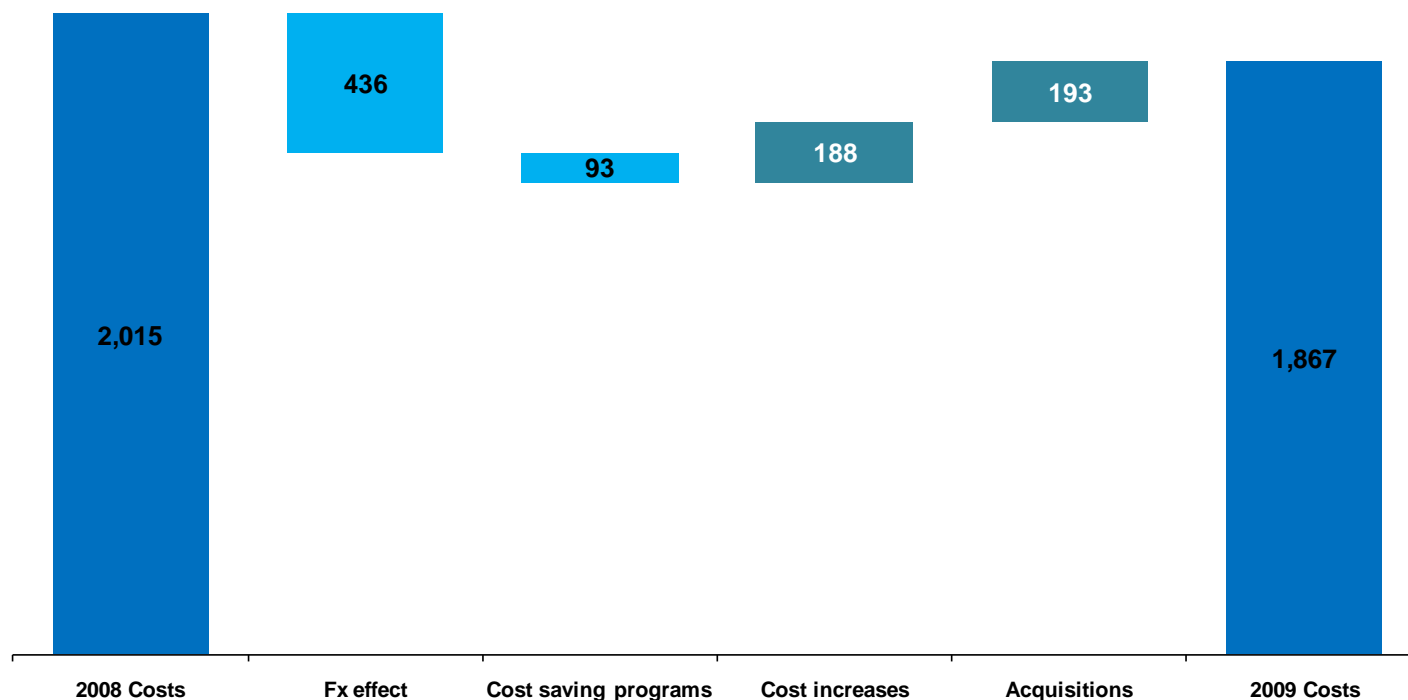 436
193
188
93
2,015
1,867
2008 Costs
Fx effect
Cost saving programs
Cost increases
Acquisitions
2009 Costs